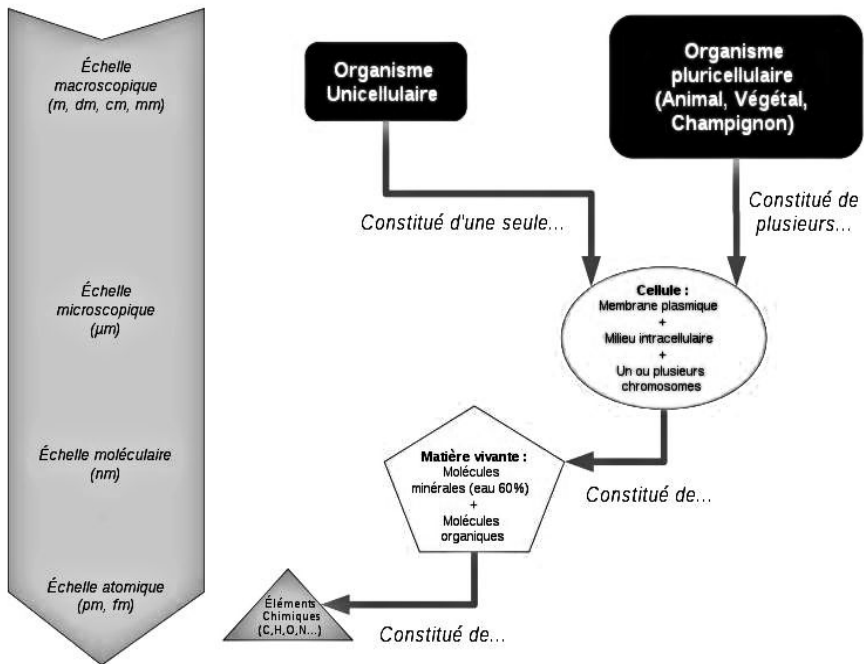 Échelle
macroscopique
(m, dm, cm, mm)
Échelle
microscopique
(µm)
Échelle moléculaire
(nm)
Échelle atomique
(pm, fm)
Organisme
Unicellulaire
Organisme
pluricellulaire
(Animal, Végétal,
Champignon)
Constitué d'une seule...
Constitué de
plusieurs...
Cellule :
Membrane plasmique
+
Milieu intracellulaire
+
Un ou plusieurs
chromosomes
Constitué de...
Matière vivante :
Molécules
minérales (eau 60%)
+
Molécules
organiques
Constitué de...
Éléments
Chimiques
(C,H,O,N...)